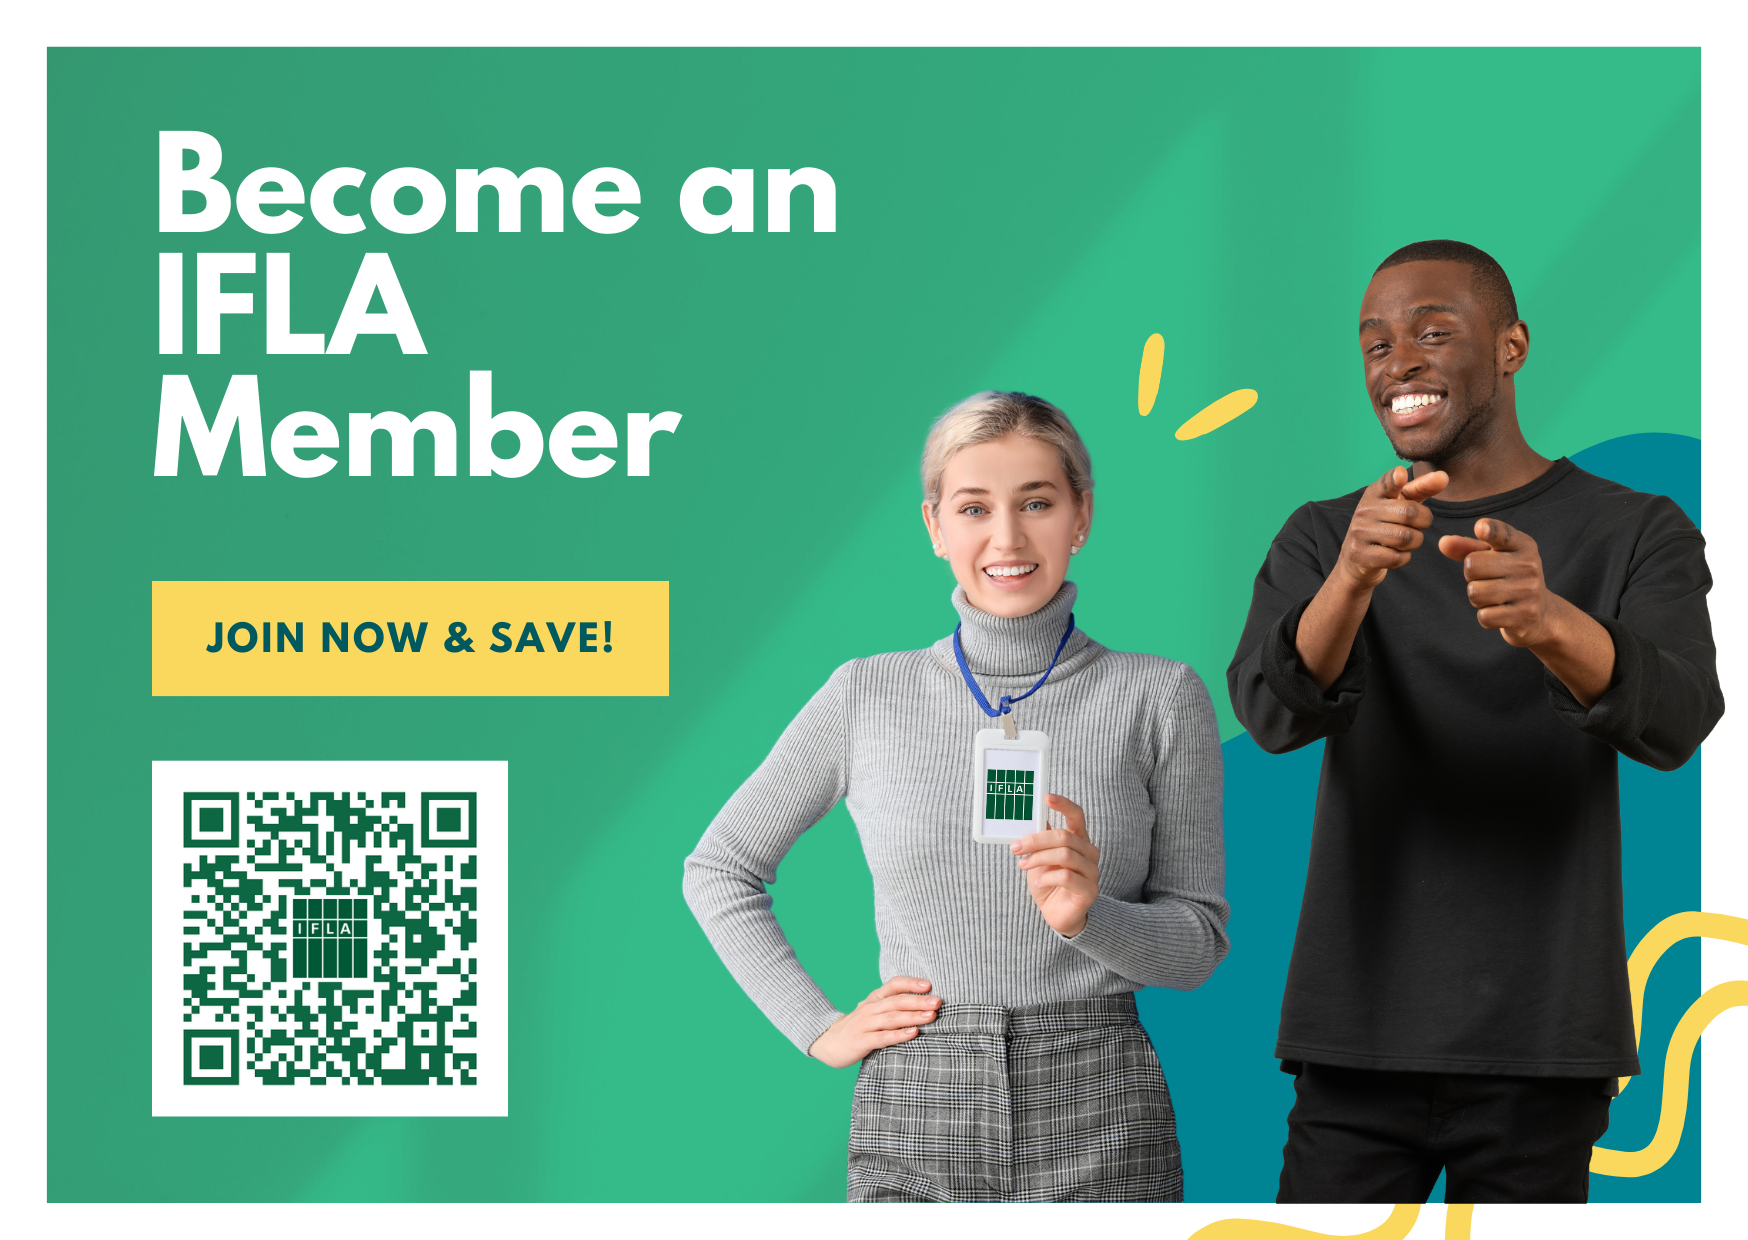 Become an
IFLA
Member
JOIN NOW & SAVE!
IFLA
IFLA